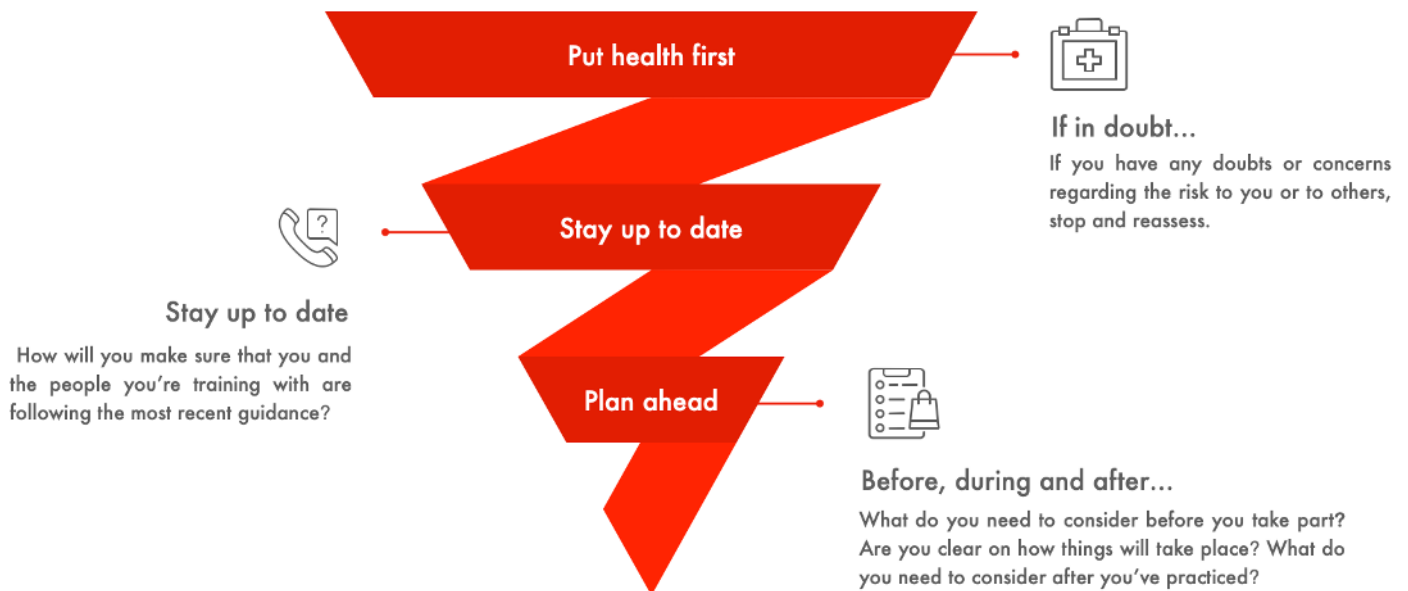 Put health first
If in doubt...
If you have any doubts or concerns
regarding the risk to you or to others,
stop and reassess.
Stay up to date
?
Stay up to date
How will you make sure that you and
the people you’re training with are
following the most recent guidance?
Plan ahead
Before, during and after...
What do you need to consider before you take part?
Are you clear on how things will take place? What do
you need to consider after you’ve practiced?